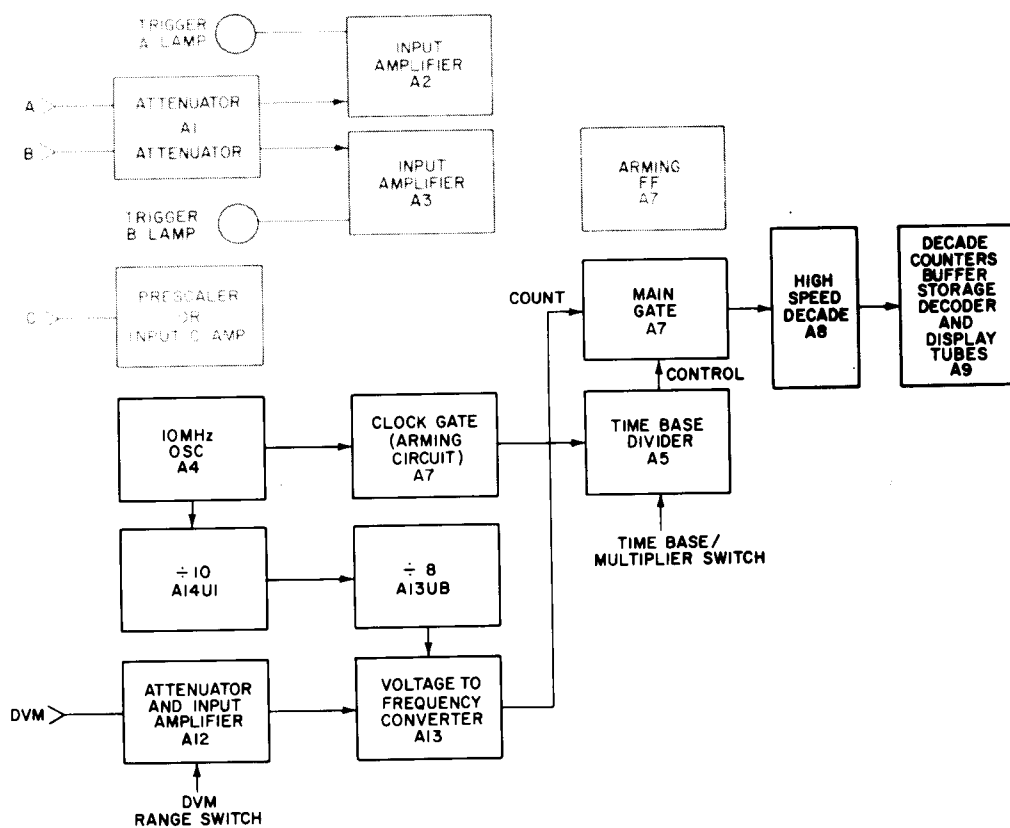 TRIGGER
A LAMP
INPUT
AMPLIFIER
A2
A
ATTENUATOR
A1
B
ATTENUATOR
INPUT
AMPLIFIER
A3
TRIGGER
B LAMP
ARMING
FF
A7
C
PRESCALER
OR
INPUT C AMP
COUNT
MAIN
GATE
A7
HIGH
SPEED
DECADE
A8
DECADE
COUNTERS
BUFFER
STORAGE
DECODER
AND
DISPLAY
TUBES
A9
CONTROL
10MHz
OSC
A4
CLOCK GATE
(ARMING
CIRCUIT)
A7
TIME BASE
DIVIDER
A5
TIME BASE/
MULTIPLIER SWITCH
÷10
A14U1
÷ 8
A13UB
DVM
ATTENUATOR
AND INPUT
AMPLIFIER
A12
VOLTAGE TO
FREQUENCY
CONVERTER
A13
DVM
RANGE SWITCH